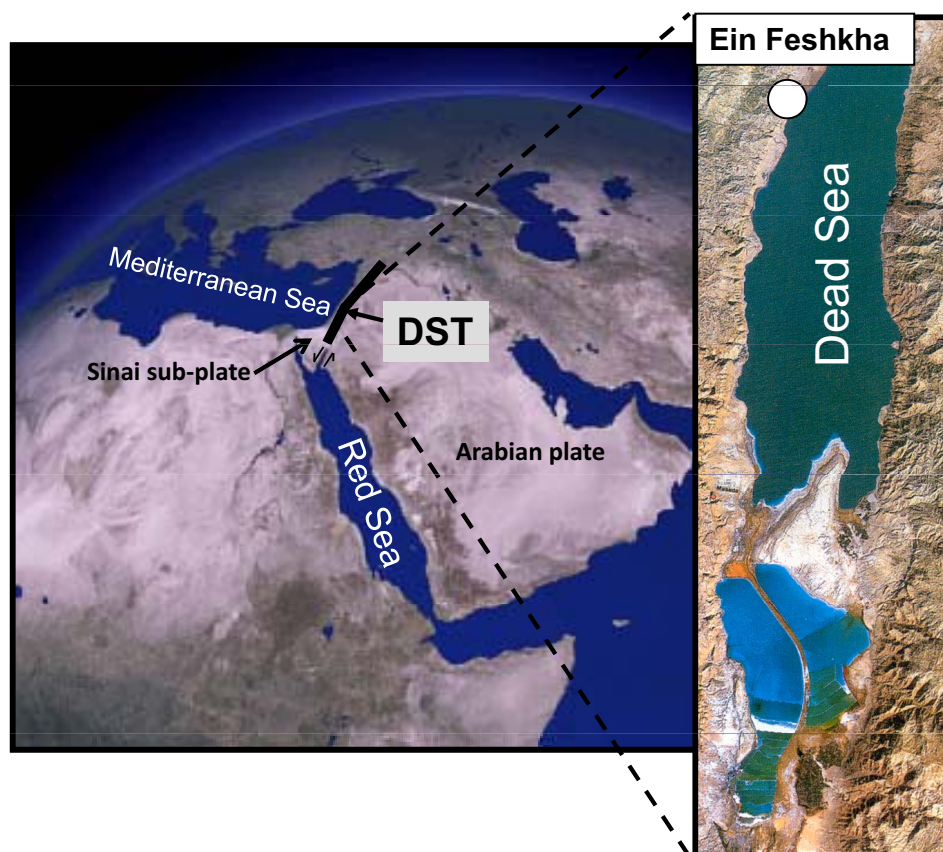 Ein Feshkha
Mediterranean Sea
DST
Sinai sub-plate
Arabian plate
Red Sea
Dead Sea